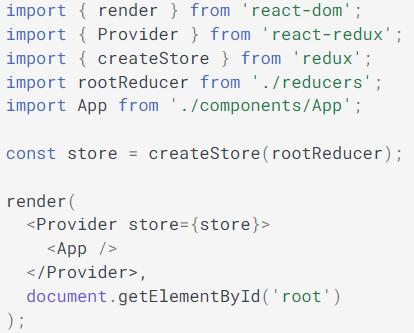 import { render } from 'react-dom';
import { Provider } from 'react-redux';
import { createStore } from 'redux';
import rootReducer from './reducers';
import App from './components/App';

const store = createStore(rootReducer);

render(
  <Provider store={store}>
    <App />
  </Provider>,
  document.getElementById('root')
);